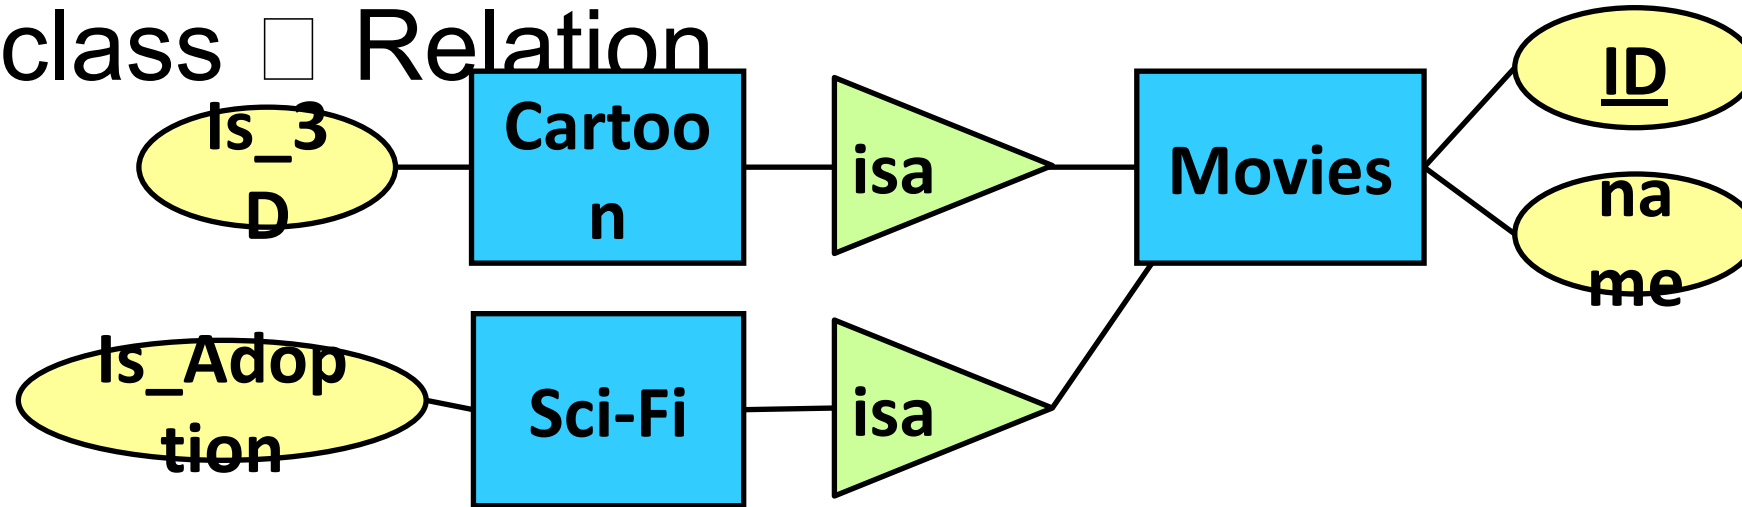 class □ Relation
Is_3
D
Cartoo
n
isa
Movies
ID
na
me
Is_Adop
tion
Sci-Fi
isa